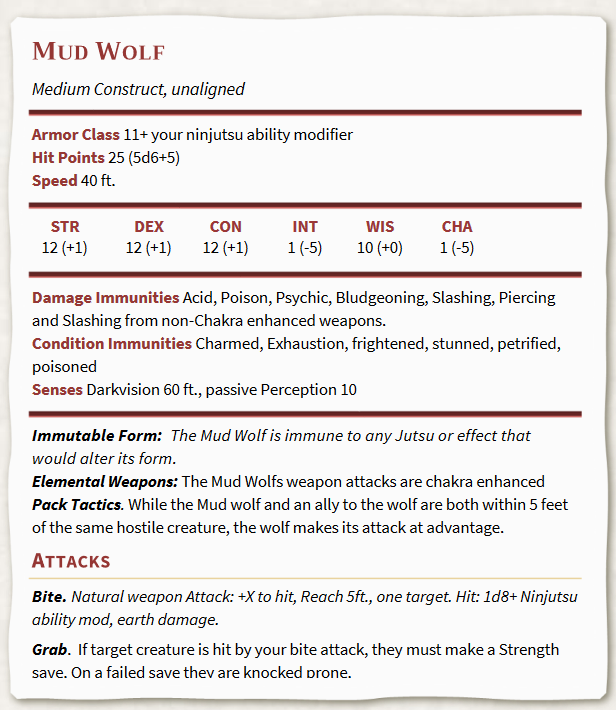 Mud Wolf
Medium Construct, unaligned
Armor Class 11+ your ninjutsu ability modifier
Hit Points 25 (5d6+5)
Speed 40 ft.
STR DEX CON INT WIS CHA
12 (+1) 12 (+1) 12 (+1) 1 (-5) 10 (+0) 1 (-5)
Damage Immunities Acid, Poison, Psychic, Bludgeoning, Slashing, Piercing
and Slashing from non-Chakra enhanced weapons.
Condition Immunities Charmed, Exhaustion, frightened, stunned, petrified,
poisoned
Senses Darkvision 60 ft., passive Perception 10
Immutable Form: The Mud Wolf is immune to any Jutsu or effect that
would alter its form.
Elemental Weapons: The Mud Wolfs weapon attacks are chakra enhanced
Pack Tactics. While the Mud wolf and an ally to the wolf are both within 5 feet
of the same hostile creature, the wolf makes its attack at advantage.
Attacks
Bite. Natural weapon Attack: +X to hit, Reach 5ft., one target. Hit: 1d8+ Ninjutsu
ability mod, earth damage.
Grab. If target creature is hit by your bite attack, they must make a Strength
save. On a failed save they are knocked prone.